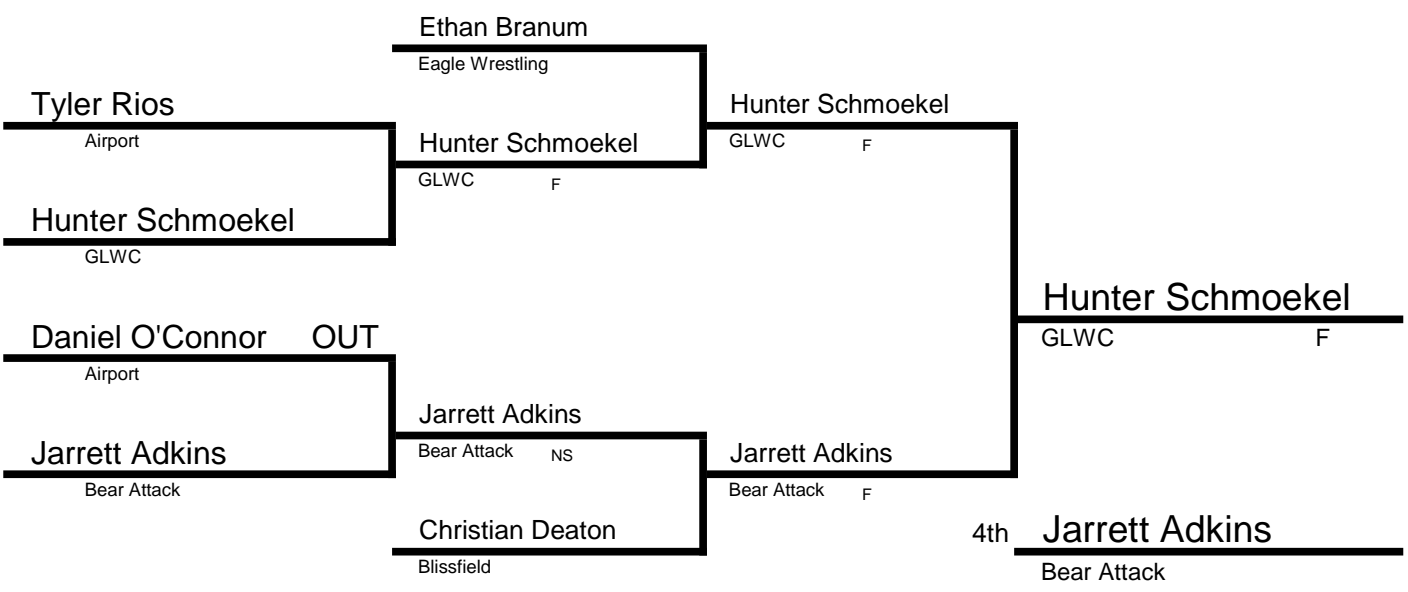 Ethan Branum
Eagle Wrestling
Tyler Rios
Airport
Hunter Schmoekel
GLWC F
Hunter Schmoekel
GLWC F
Hunter Schmoekel
GLWC
Hunter Schmoekel
GLWC F
Daniel O'Connor OUT
Airport
Jarrett Adkins
Bear Attack NS
Jarrett Adkins
Bear Attack
Jarrett Adkins
Bear Attack F
Christian Deaton
Blissfield
4th Jarrett Adkins
Bear Attack